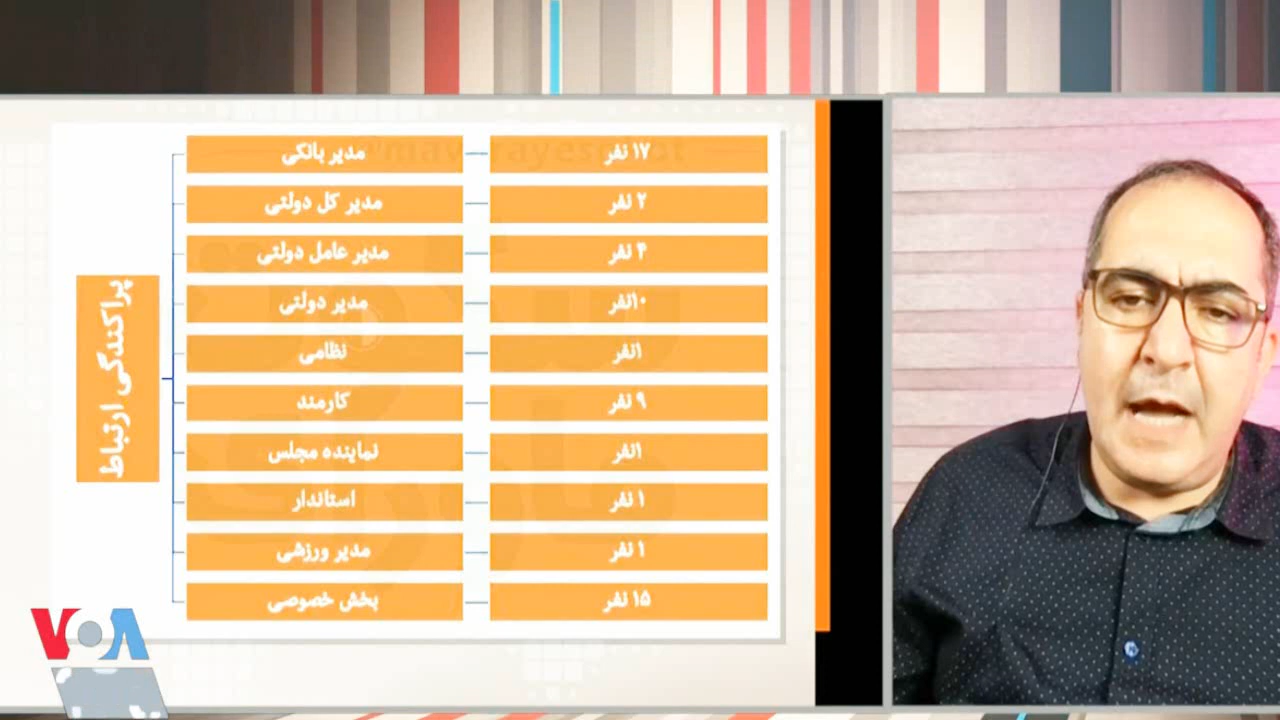 پراکندگی ارتباط
مدیر بانکی ۱۷ نفر
مدیر کل دولتی ۲ نفر
مدیر عامل دولتی ۴ نفر
مدیر دولتی ۱۰نفر
نظامی ۱نفر
کارمند ۹ نفر
نماینده مجلس ۱نفر
استاندار ۱ نفر
مدیر ورزشی ۱ نفر
بخش خصوصی ۱۵ نفر
VOA